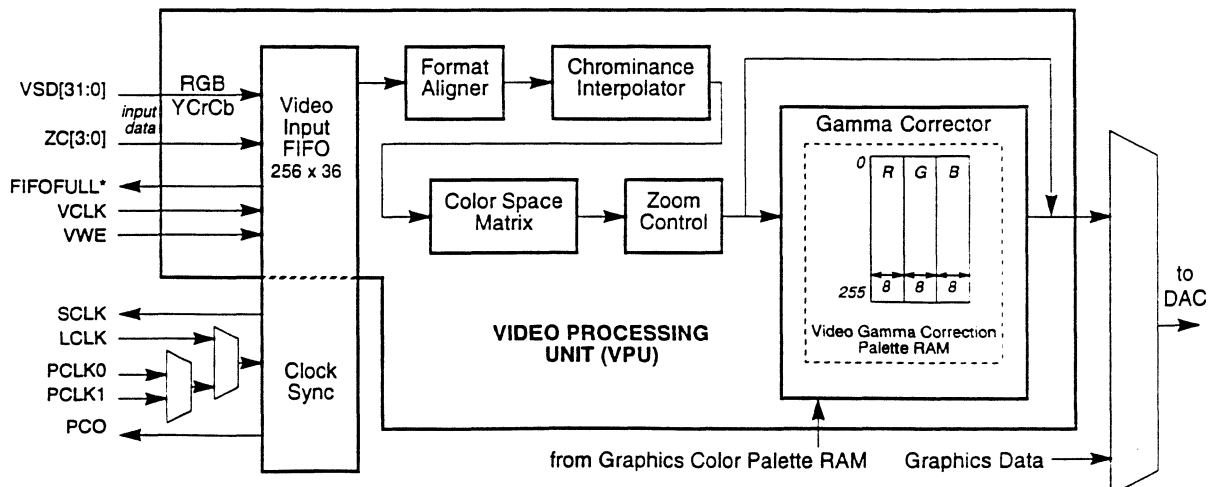 VSD[31:0]
input
data
RGB
YCrCb
ZC[3:0]
FIFOFULL*
VCLK
VWE
SCLK
LCLK
PCLK0
PCLK1
PCO
Video
Input
FIFO
256 x 36
Clock
Sync
Format
Aligner
Chrominance
Interpolator
Color Space
Matrix
Zoom
Control
Gamma Corrector
0
R G B
255
8 8 8
Video Gamma Correction
Palette RAM
VIDEO PROCESSING
UNIT (VPU)
from Graphics Color Palette RAM
Graphics Data
to
DAC